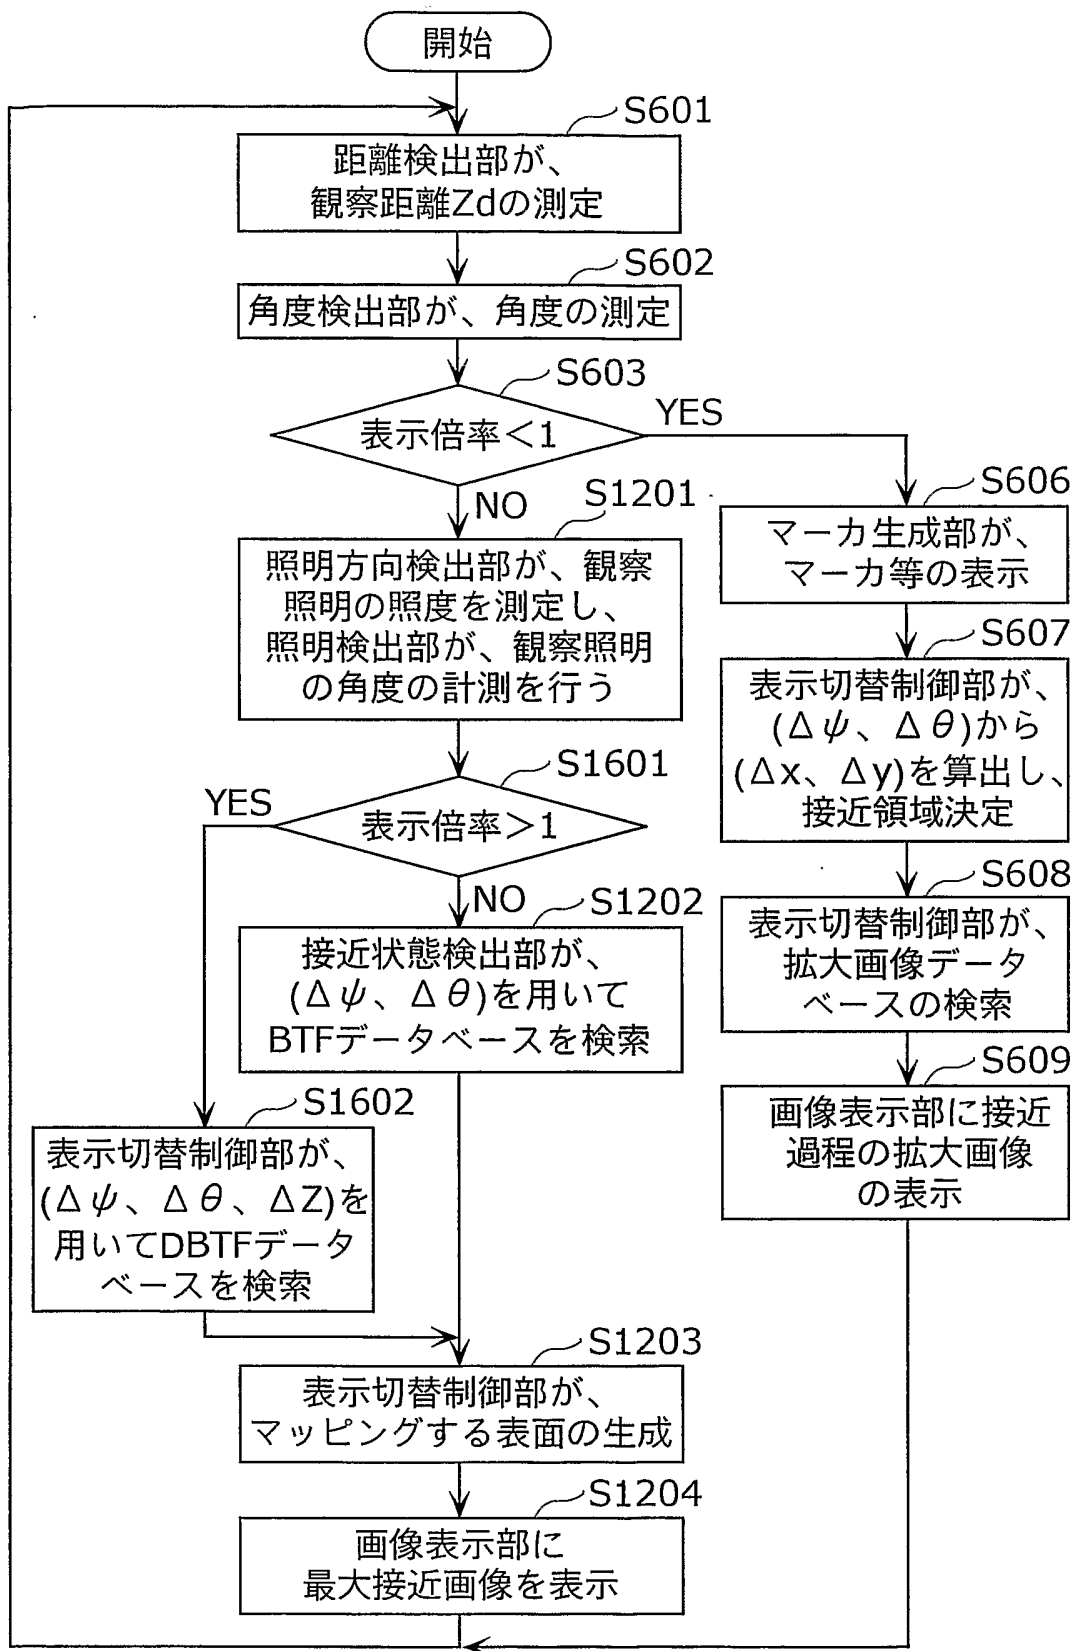 開始
S601
距離検出部が、
観察距離Zdの測定
S602
角度検出部が、角度の測定
S603
表示倍率<1
YES
NO
S1201
照明方向検出部が、観察
照明の照度を測定し、
照明検出部が、観察照明
の角度の計測を行う
S1601
表示倍率>1
YES
NO
S1202
接近状態検出部が、
(Δψ、Δθ)を用いて
BTFデータベースを検索
S1602
表示切替制御部が、
(Δψ、Δθ、ΔZ)を
用いてDBTFデータ
ベースを検索
S1203
表示切替制御部が、
マッピングする表面の生成
S1204
画像表示部に
最大接近画像を表示
S606
マーカ生成部が、
マーカ等の表示
S607
表示切替制御部が、
(Δψ、Δθ)から
(Δx、Δy)を算出し、
接近領域決定
S608
表示切替制御部が、
拡大画像データ
ベースの検索
S609
画像表示部に接近
過程の拡大画像
の表示